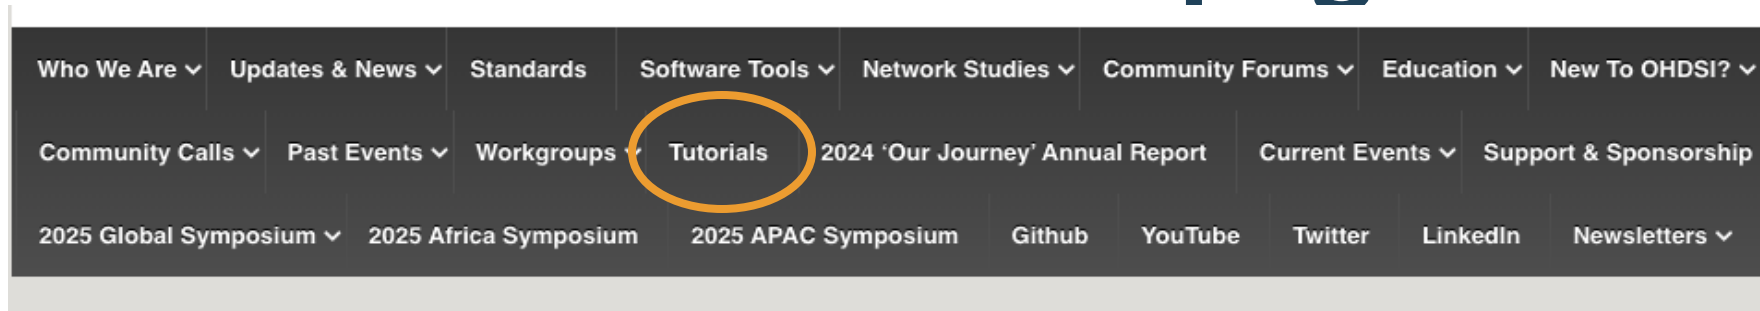 Who We Are Updates & News Standards Software Tools Network Studies Community Forums Education New To OHDSI?
Community Calls Past Events Workgroups Tutorials 2024 ‘Our Journey’ Annual Report Current Events Support & Sponsorship
2025 Global Symposium 2025 Africa Symposium 2025 APAC Symposium Github YouTube Twitter LinkedIn Newsletters